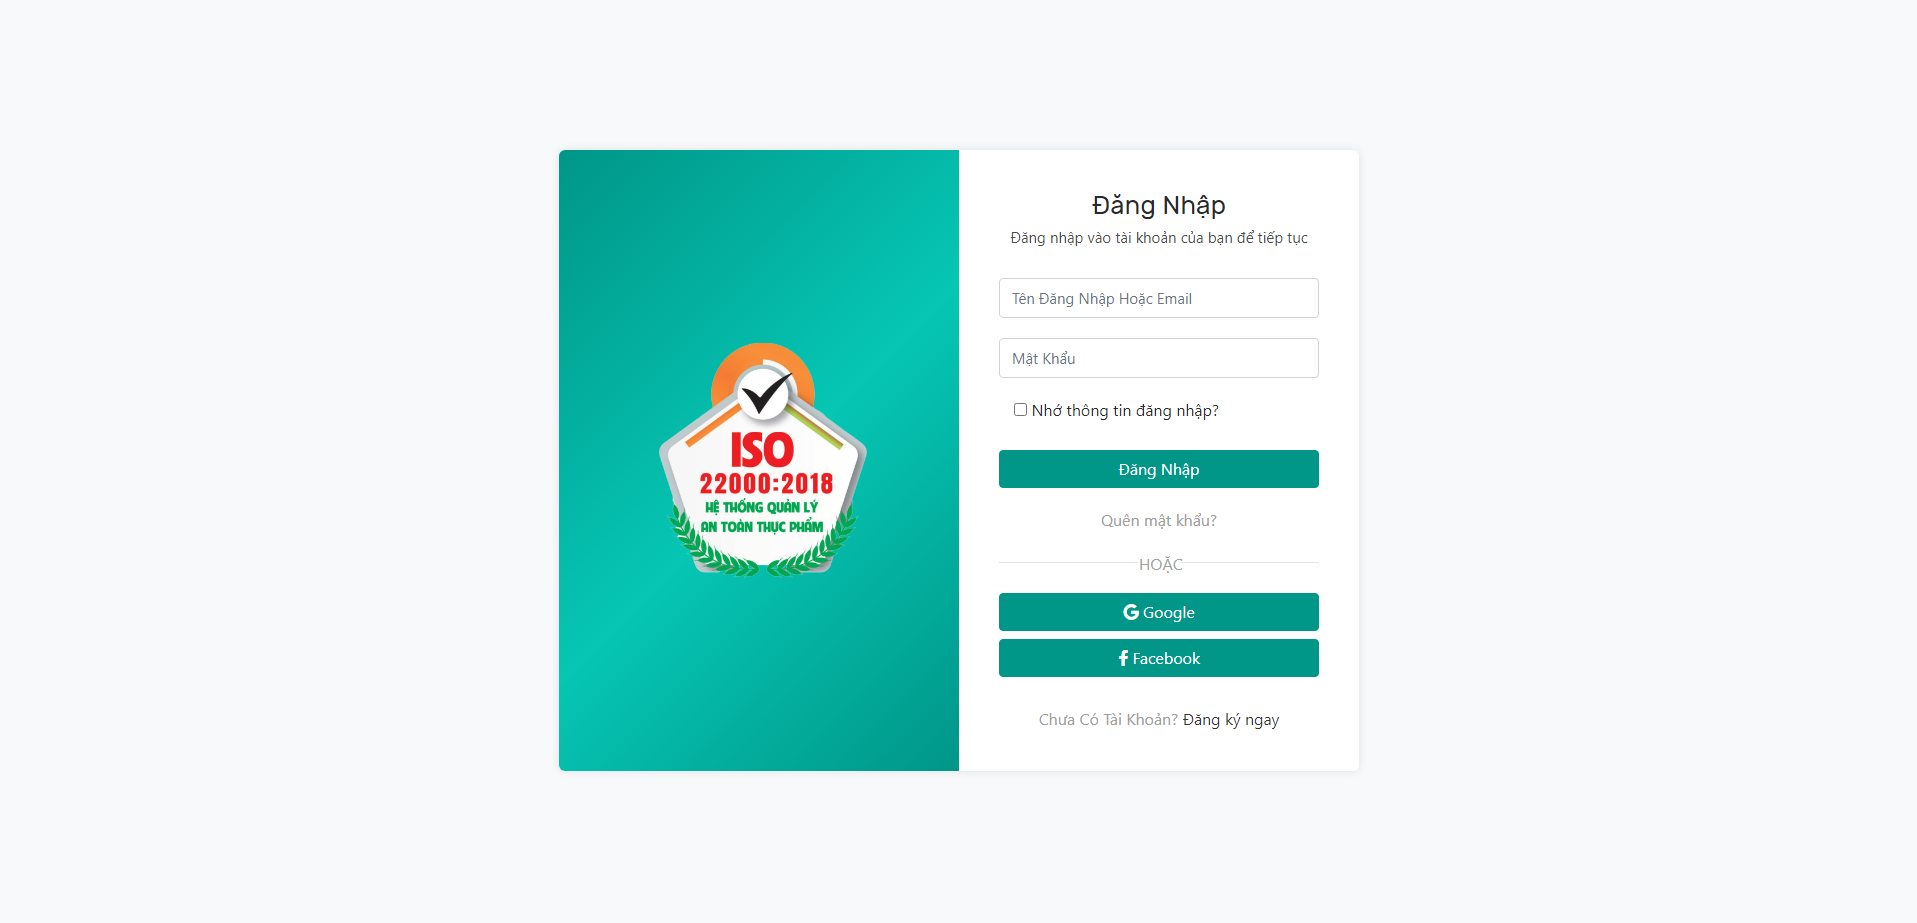 ISO
22000:2018
HỆ THỐNG QUẢN LÝ
AN TOÀN THỰC PHẨM
Đăng Nhập
Đăng nhập vào tài khoản của bạn để tiếp tục
Tên Đăng Nhập Hoặc Email
Mật Khẩu
Nhớ thông tin đăng nhập?
Đăng Nhập
Quên mật khẩu?
HOẶC
Google
Facebook
Chưa Có Tài Khoản? Đăng ký ngay